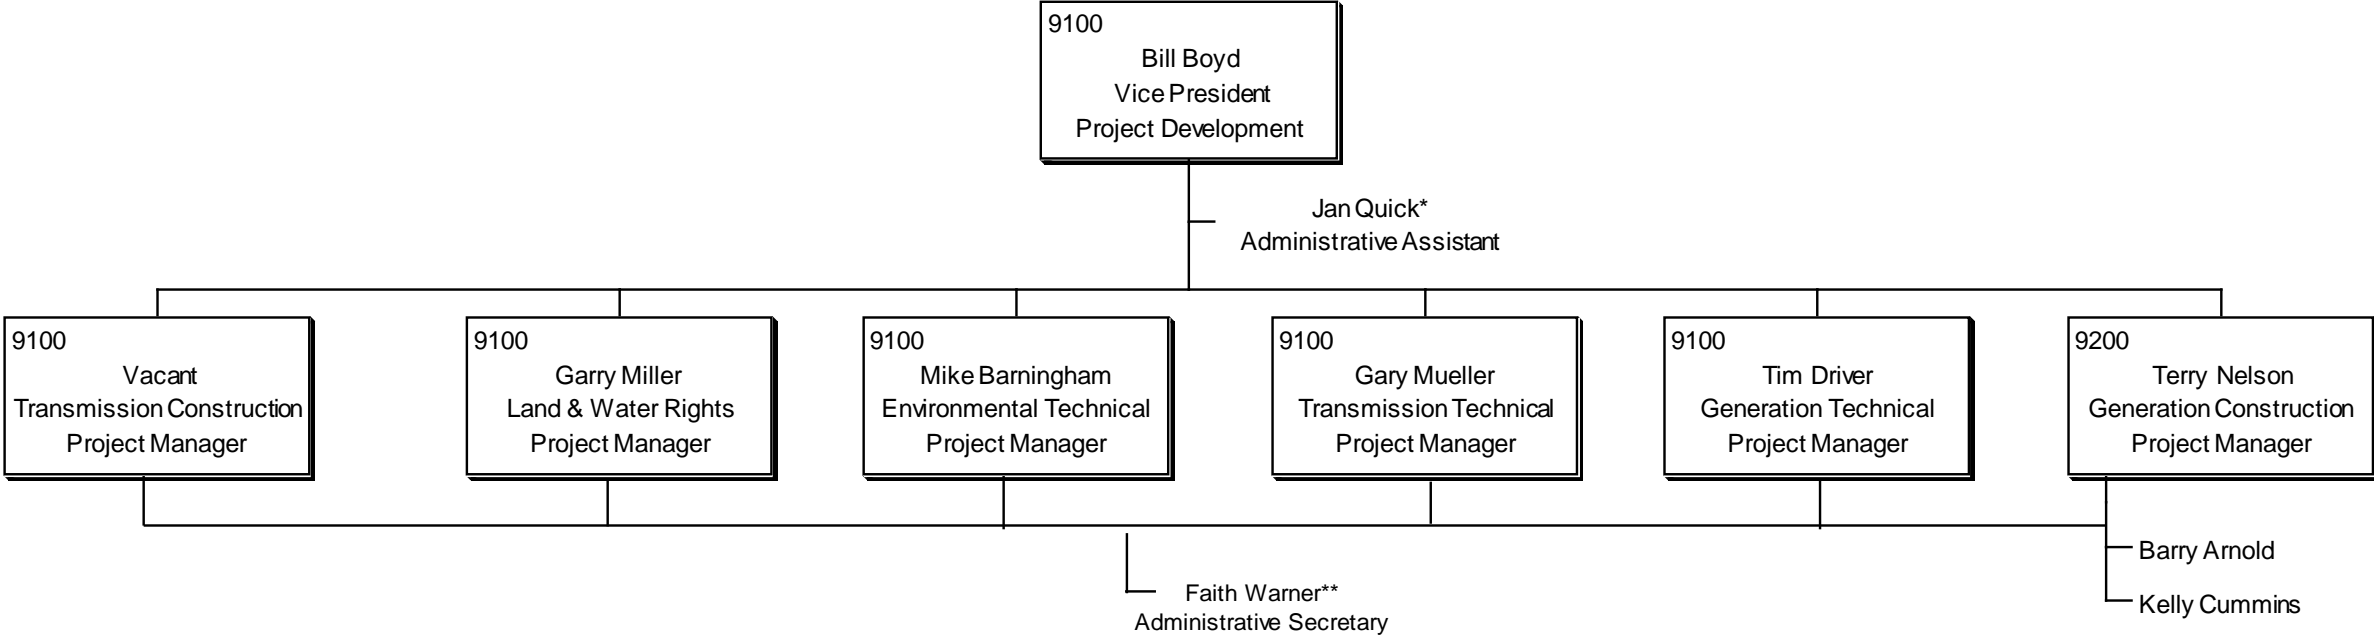 9100
Bill Boyd
Vice President
Project Development
Jan Quick*
Administrative Assistant
9100
Vacant
Transmission Construction
Project Manager
9100
Garry Miller
Land & Water Rights
Project Manager
9100
Mike Barningham
Environmental Technical
Project Manager
9100
Gary Mueller
Transmission Technical
Project Manager
9100
Tim Driver
Generation Technical
Project Manager
9200
Terry Nelson
Generation Construction
Project Manager
Barry Arnold
Kelly Cummins
Faith Warner**
Administrative Secretary